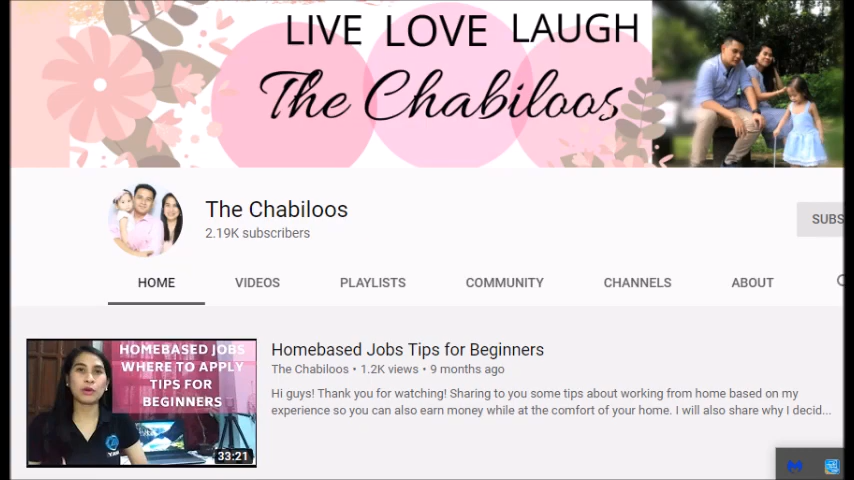 LIVE LOVE LAUGH
The Chabiloos
The Chabiloos
2.19K subscribers
SUBS
HOME VIDEOS PLAYLISTS COMMUNITY CHANNELS ABOUT
HOMEBASED JOBS
WHERE TO APPLY
TIPS FOR
BEGINNERS
33:21
Homebased Jobs Tips for Beginners
The Chabiloos • 1.2K views • 9 months ago
Hi guys! Thank you for watching! Sharing to you some tips about working from home based on my
experience so you can also earn money while at the comfort of your home. I will also share why I decid...